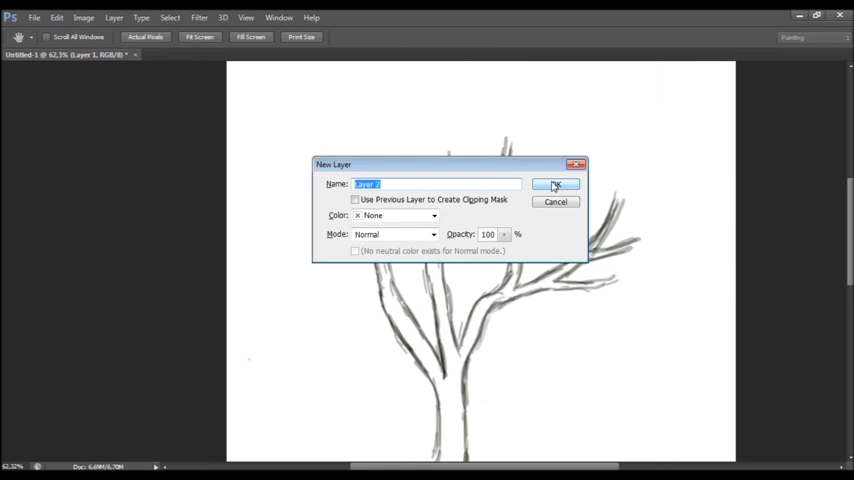 Ps File Edit Image Layer Type Select Filter 3D View Window Help
Scroll All Windows Actual Pixels Fit Screen Fill Screen Print Size Painting
Untitled-1 @ 62,3% (Layer 1, RGB/8) * ×
New Layer
Name: Layer 2
Use Previous Layer to Create Clipping Mask Cancel
Color: × None
Mode: Normal Opacity: 100 %
(No neutral color exists for Normal mode.)
62,32% Doc: 6,69M/6,70M